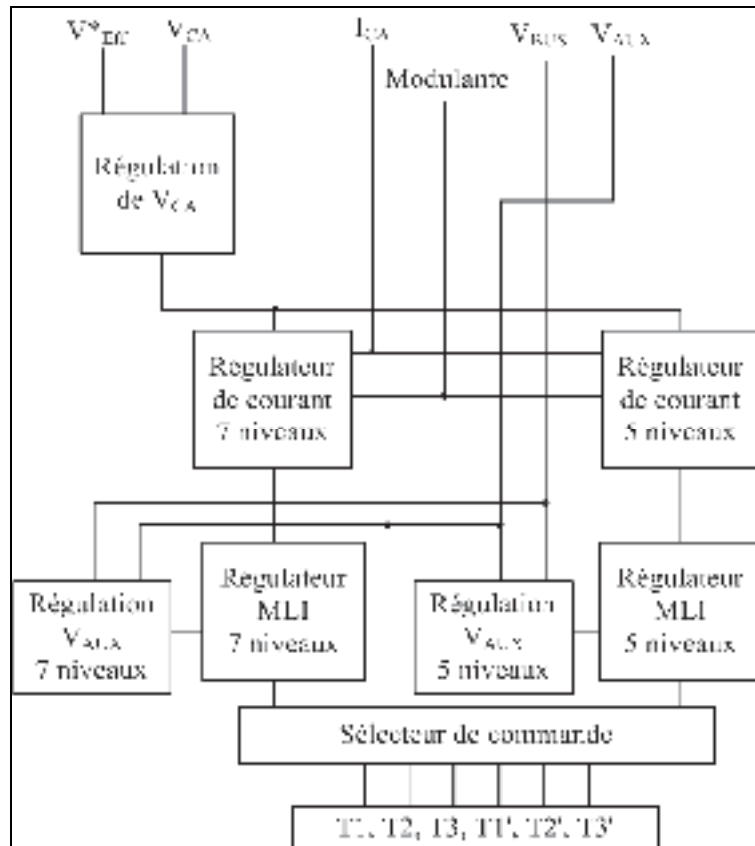 V*Eff VCA ICA VBUS VAUX
Modulante
Régulation
de VCA
Régulateur
de courant
7 niveaux
Régulateur
de courant
5 niveaux
Régulation
VAUX
7 niveaux
Régulateur
MLI
7 niveaux
Régulation
VAUX
5 niveaux
Régulateur
MLI
5 niveaux
Sélecteur de commande
T1, T2, T3, T1', T2', T3'